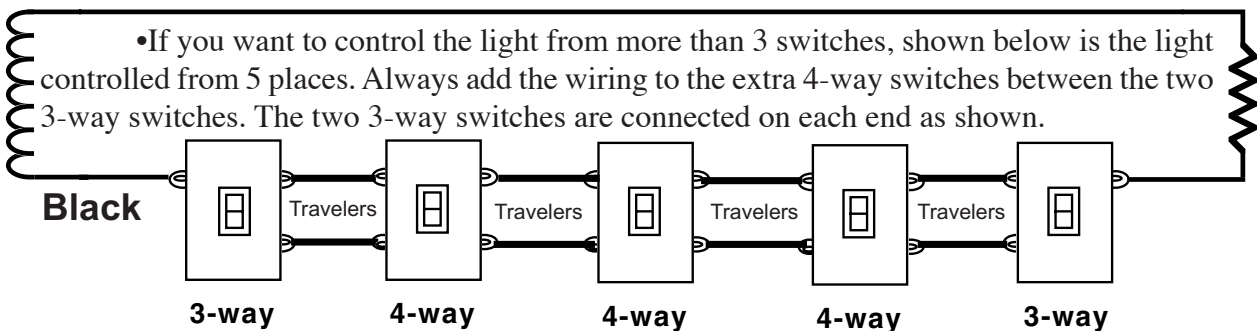 •If you want to control the light from more than 3 switches, shown below is the light
controlled from 5 places. Always add the wiring to the extra 4-way switches between the two
3-way switches. The two 3-way switches are connected on each end as shown.
Black
Travelers
Travelers
Travelers
Travelers
3-way
4-way
4-way
4-way
3-way